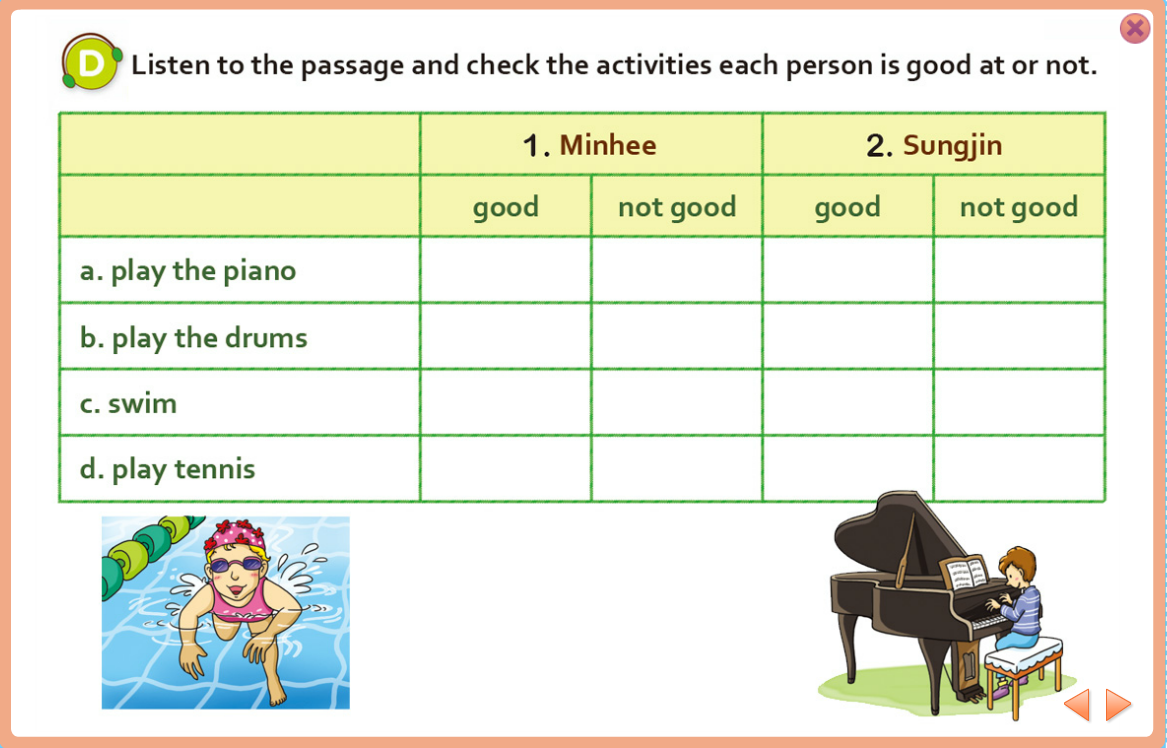 D Listen to the passage and check the activities each person is good at or not.
1. Minhee 2. Sungjin
good not good good not good
a. play the piano
b. play the drums
c. swim
d. play tennis